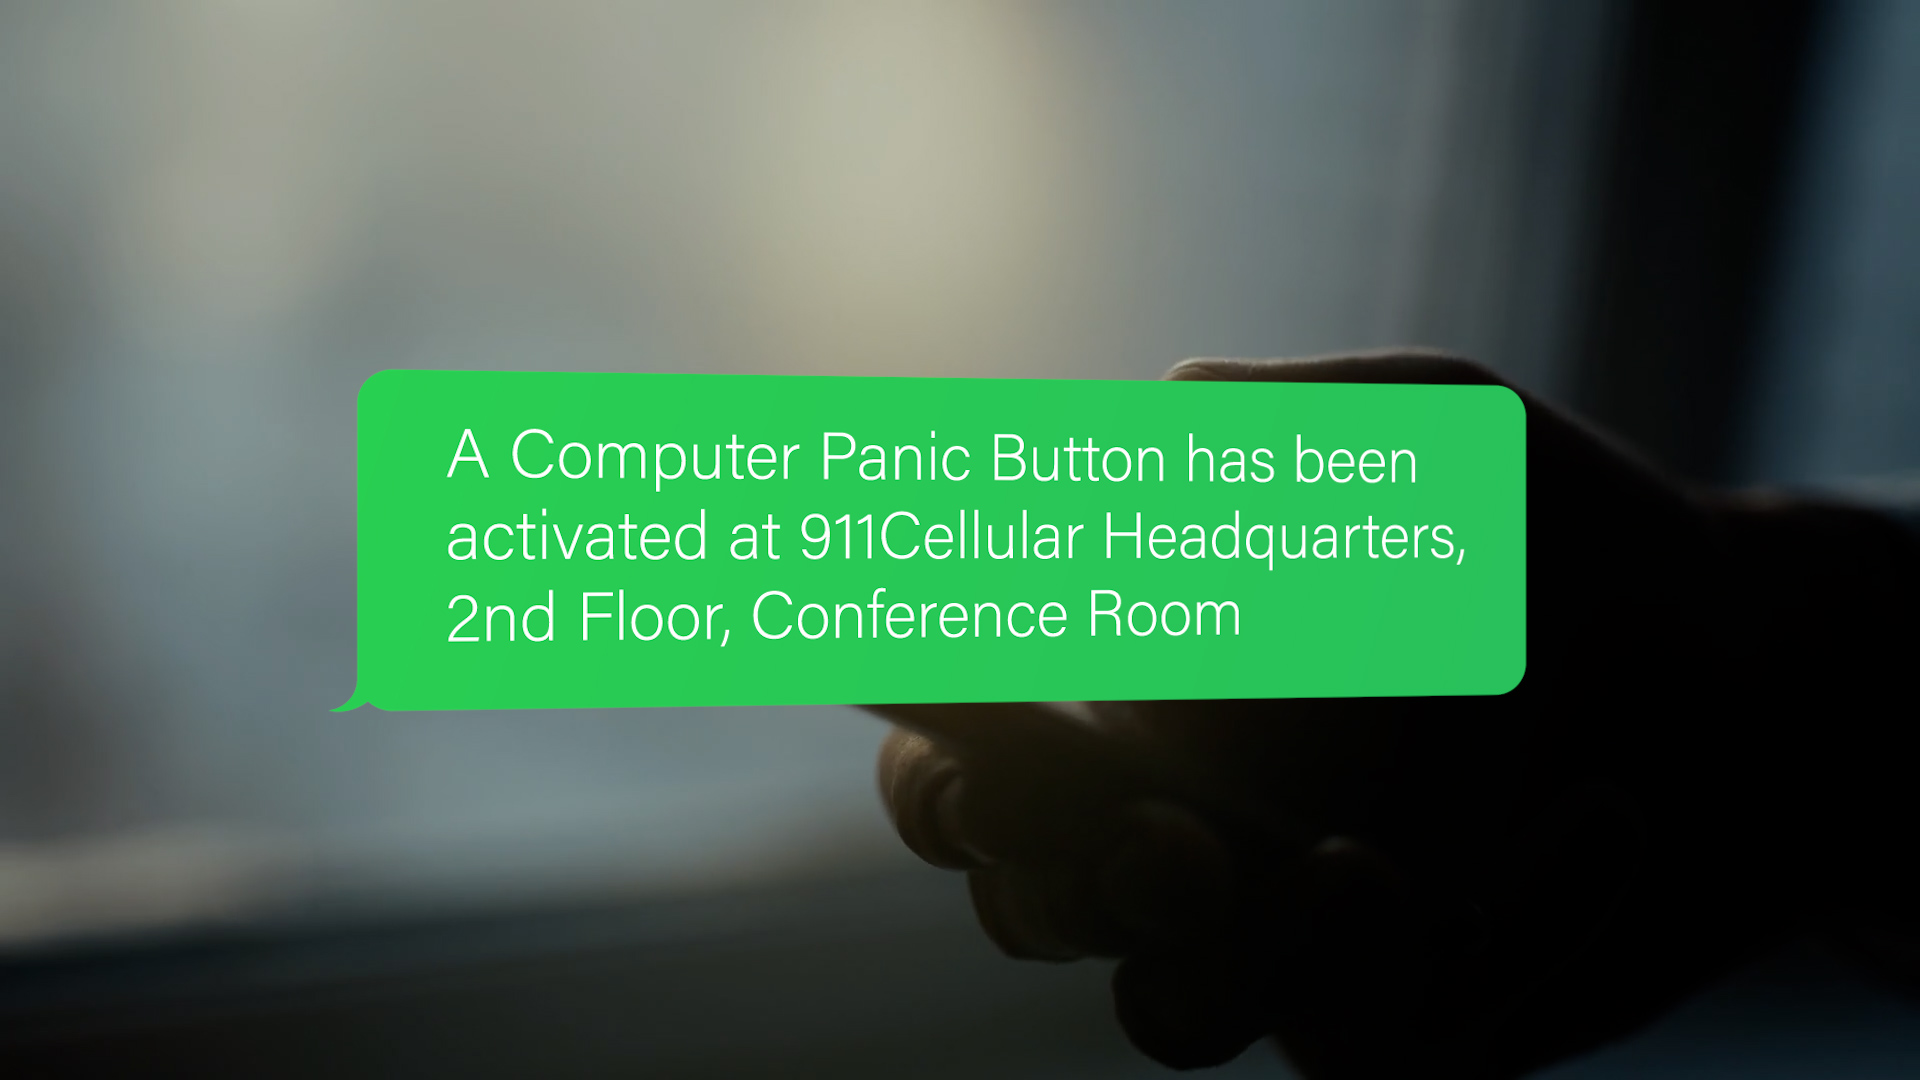 A Computer Panic Button has been
activated at 911Cellular Headquarters,
2nd Floor, Conference Room